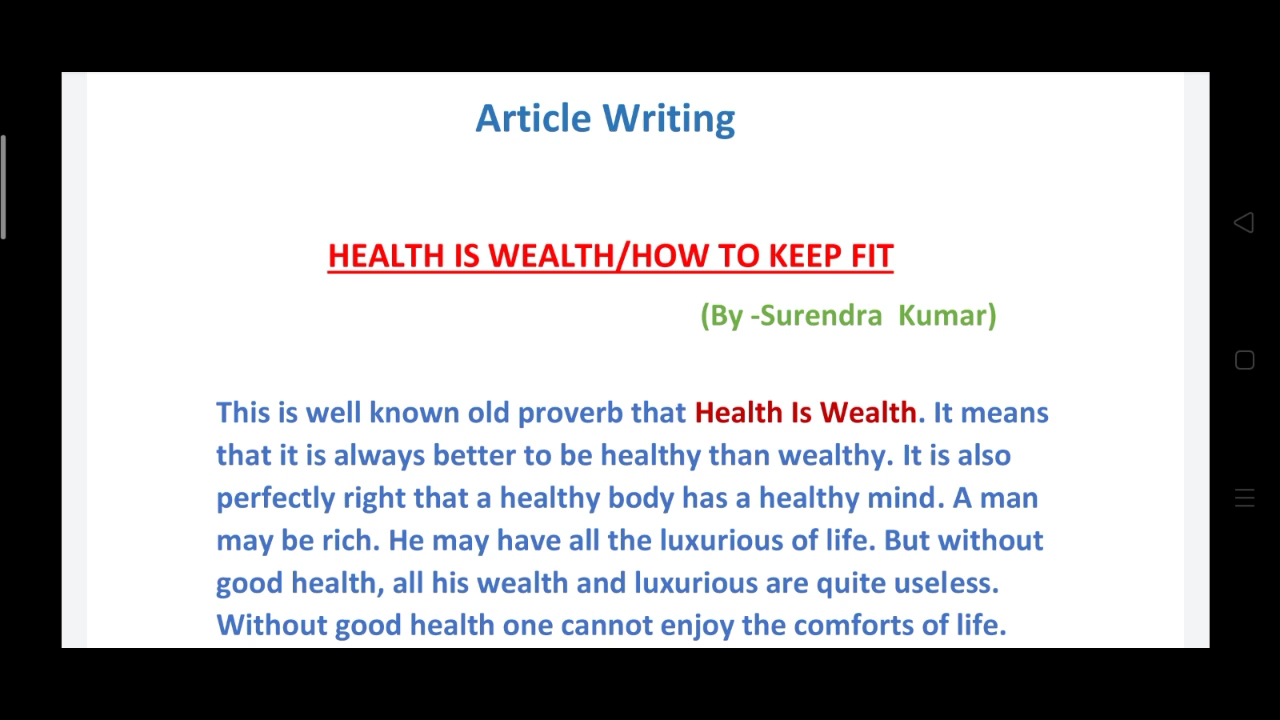 Article Writing
HEALTH IS WEALTH/HOW TO KEEP FIT
(By -Surendra  Kumar)
This is well known old proverb that Health Is Wealth. It means
that it is always better to be healthy than wealthy. It is also
perfectly right that a healthy body has a healthy mind. A man
may be rich. He may have all the luxurious of life. But without
good health, all his wealth and luxurious are quite useless.
Without good health one cannot enjoy the comforts of life.